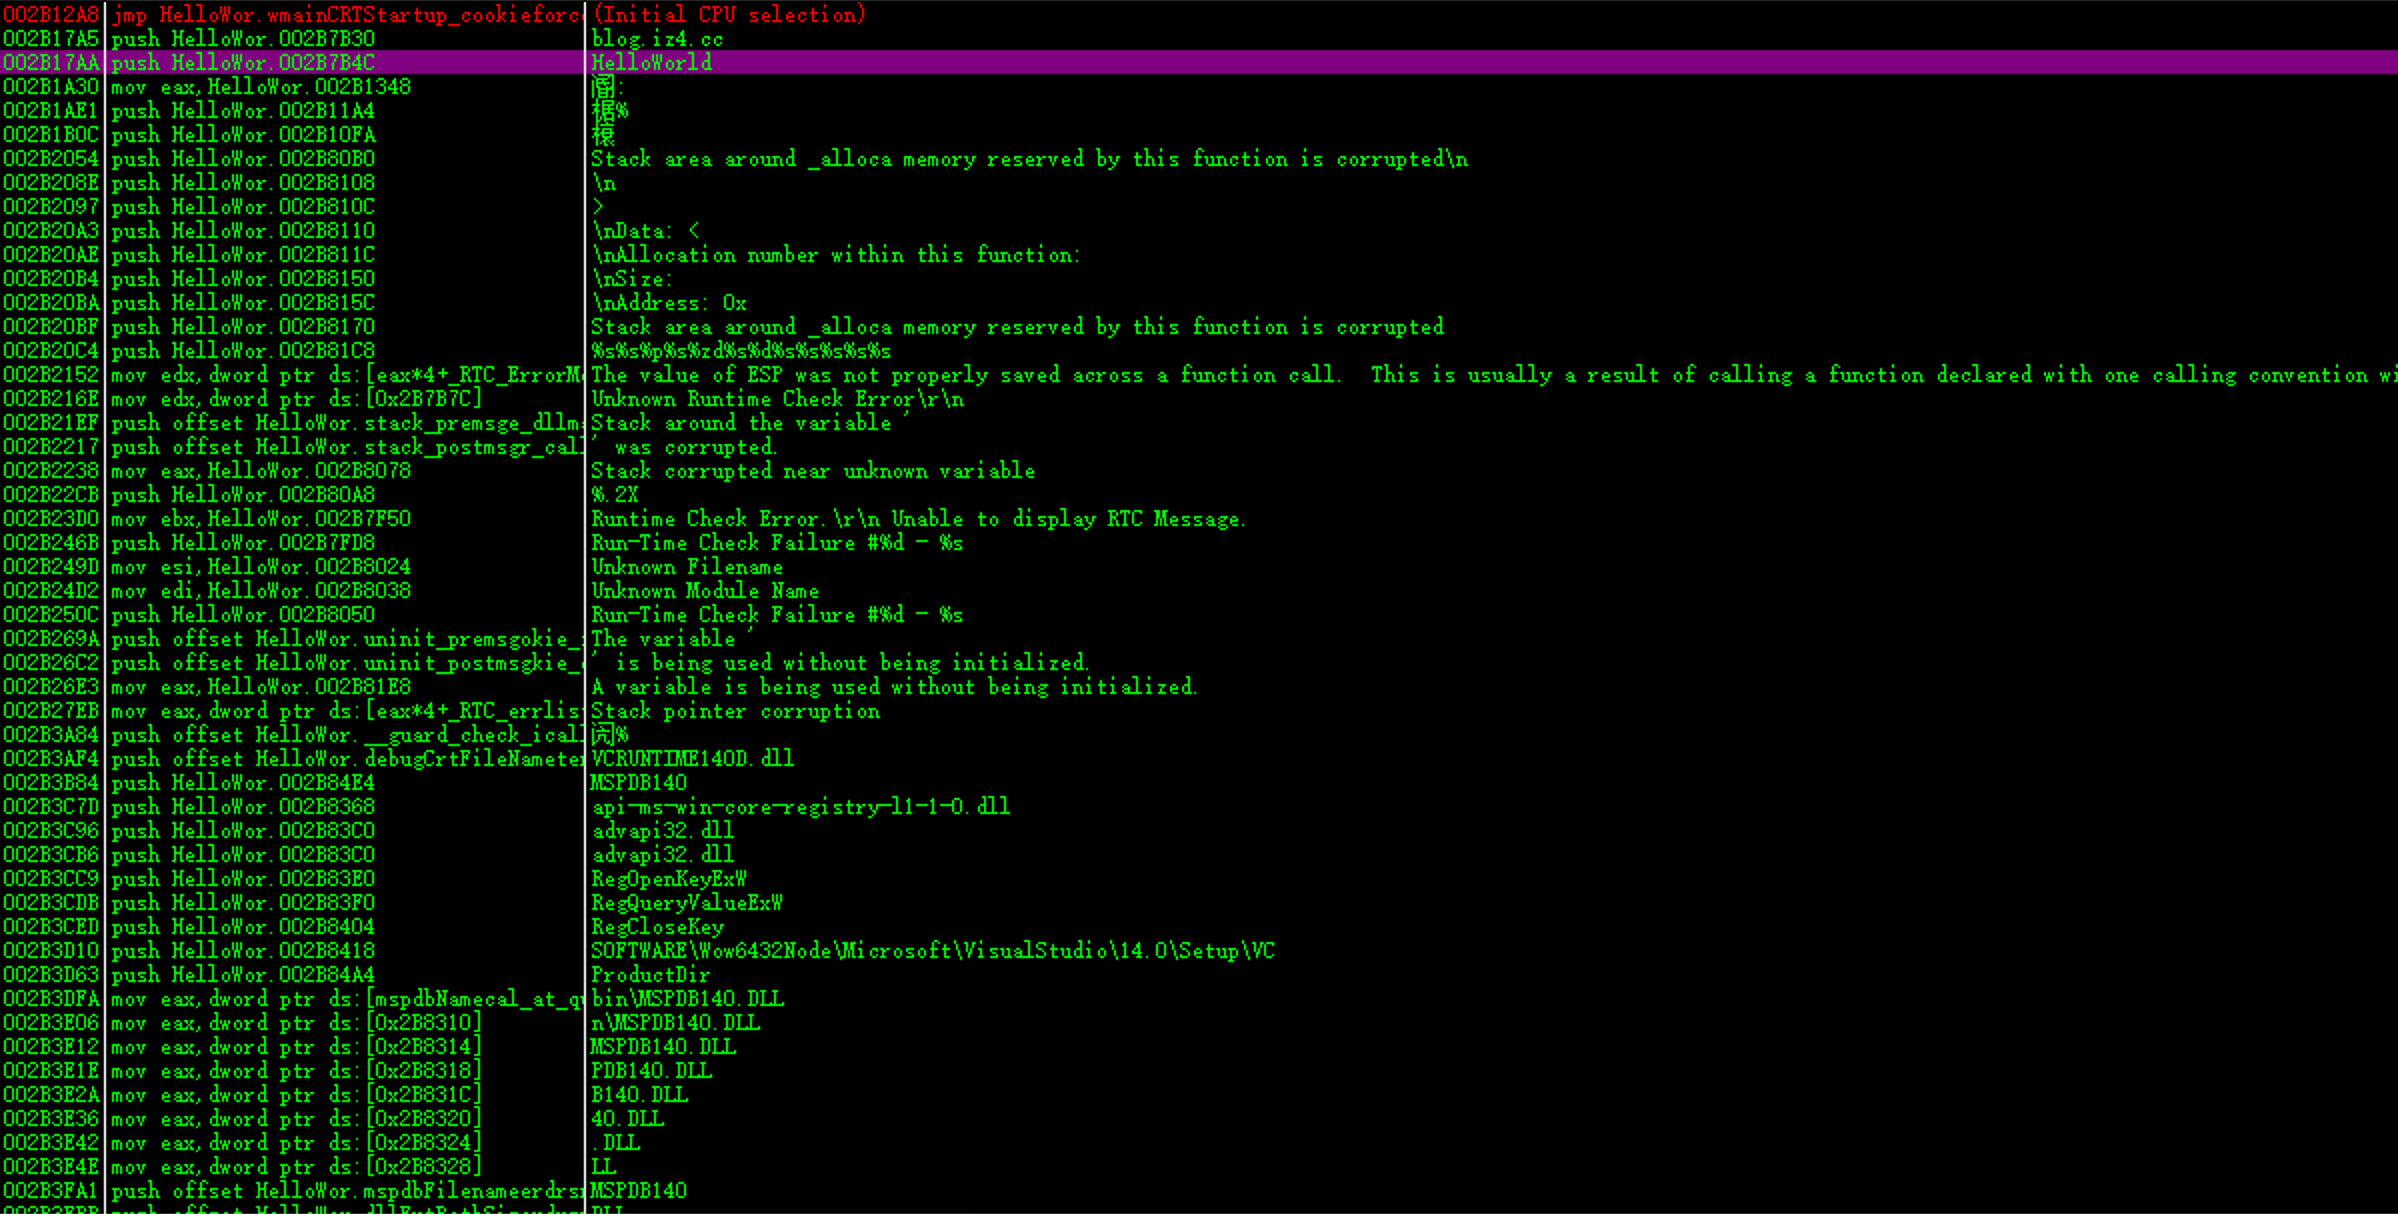 002B12A8 jmp HelloWor.wmainCRTStartup_cookieforc (Initial CPU selection)
002B17A5 push HelloWor.002B7B30 blog.iz4.cc
002B17AA push HelloWor.002B7B4C HelloWorld
002B1A30 mov eax,HelloWor.002B1348 :
002B1AE1 push HelloWor.002B11A4 椐%
002B1B0C push HelloWor.002B10FA
002B2054 push HelloWor.002B80B0 Stack area around _alloca memory reserved by this function is corrupted\n
002B208E push HelloWor.002B8108 \n
002B2097 push HelloWor.002B810C >
002B20A3 push HelloWor.002B8110 \nData: <
002B20AE push HelloWor.002B811C \nAllocation number within this function:
002B20B4 push HelloWor.002B8150 \nSize:
002B20BA push HelloWor.002B815C \nAddress: 0x
002B20BF push HelloWor.002B8170 Stack area around _alloca memory reserved by this function is corrupted
002B20C4 push HelloWor.002B81C8 %s%s%p%s%zd%s%d%s%s%s%s%s
002B2152 mov edx,dword ptr ds:[eax*4+_RTC_ErrorM The value of ESP was not properly saved across a function call.  This is usually a result of calling a function declared with one calling convention wi
002B216E mov edx,dword ptr ds:[0x2B7B7C] Unknown Runtime Check Error\r\n
002B21EF push offset HelloWor.stack_premsge_dllm Stack around the variable '
002B2217 push offset HelloWor.stack_postmsgr_call ' was corrupted.
002B2238 mov eax,HelloWor.002B8078 Stack corrupted near unknown variable
002B22CB push HelloWor.002B80A8 %.2X
002B23D0 mov ebx,HelloWor.002B7F50 Runtime Check Error.\r\n Unable to display RTC Message.
002B246B push HelloWor.002B7FD8 Run-Time Check Failure #%d - %s
002B249D mov esi,HelloWor.002B8024 Unknown Filename
002B24D2 mov edi,HelloWor.002B8038 Unknown Module Name
002B250C push HelloWor.002B8050 Run-Time Check Failure #%d - %s
002B269A push offset HelloWor.uninit_premsgokie_ The variable '
002B26C2 push offset HelloWor.uninit_postmsgkie_ ' is being used without being initialized.
002B26E3 mov eax,HelloWor.002B81E8 A variable is being used without being initialized.
002B27EB mov eax,dword ptr ds:[eax*4+_RTC_errlis Stack pointer corruption
002B3A84 push offset HelloWor.__guard_check_icall %
002B3AF4 push offset HelloWor.debugCrtFileNamete VCRUNTIME140D.dll
002B3B84 push HelloWor.002B84E4 MSPDB140
002B3C7D push HelloWor.002B8368 api-ms-win-core-registry-l1-1-0.dll
002B3C96 push HelloWor.002B83C0 advapi32.dll
002B3CB6 push HelloWor.002B83C0 advapi32.dll
002B3CC9 push HelloWor.002B83E0 RegOpenKeyExW
002B3CDB push HelloWor.002B83F0 RegQueryValueExW
002B3CED push HelloWor.002B8404 RegCloseKey
002B3D10 push HelloWor.002B8418 SOFTWARE\Wow6432Node\Microsoft\VisualStudio\14.0\Setup\VC
002B3D63 push HelloWor.002B84A4 ProductDir
002B3DFA mov eax,dword ptr ds:[mspdbNamecal_at_q bin\MSPDB140.DLL
002B3E06 mov eax,dword ptr ds:[0x2B8310] n\MSPDB140.DLL
002B3E12 mov eax,dword ptr ds:[0x2B8314] MSPDB140.DLL
002B3E1E mov eax,dword ptr ds:[0x2B8318] PDB140.DLL
002B3E2A mov eax,dword ptr ds:[0x2B831C] B140.DLL
002B3E36 mov eax,dword ptr ds:[0x2B8320] 40.DLL
002B3E42 mov eax,dword ptr ds:[0x2B8324] .DLL
002B3E4E mov eax,dword ptr ds:[0x2B8328] LL
002B3FA1 push offset HelloWor.mspdbFilenameerdrs MSPDB140